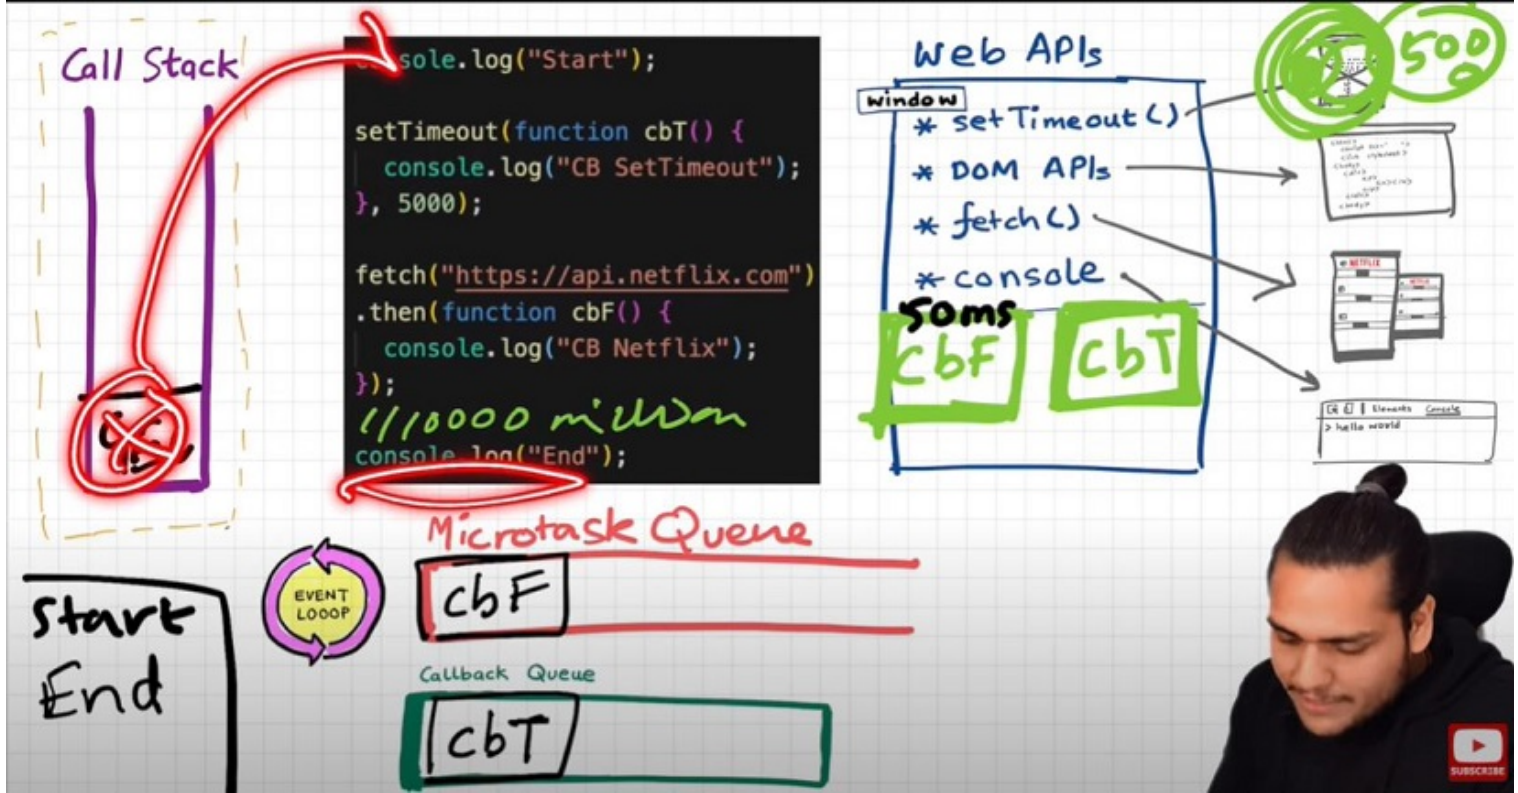 Call Stack
console.log("Start");
setTimeout(function cbT() {
console.log("CB SetTimeout");
}, 5000);
fetch("https://api.netflix.com")
.then(function cbF() {
console.log("CB Netflix");
});
//10000 million
console.log("End");
Web APIs
window
* setTimeout()
* DOM APIs
* fetch()
* console
50ms
cbF
cbT
500
NETFLIX
NETFLIX
Elements Console
> hello world
Microtask Queue
cbF
EVENT
LOOOP
Callback Queue
cbT
Start
End
SUBSCRIBE